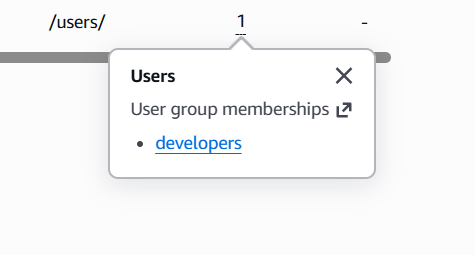 /users/ 1 -
Users
User group memberships
developers